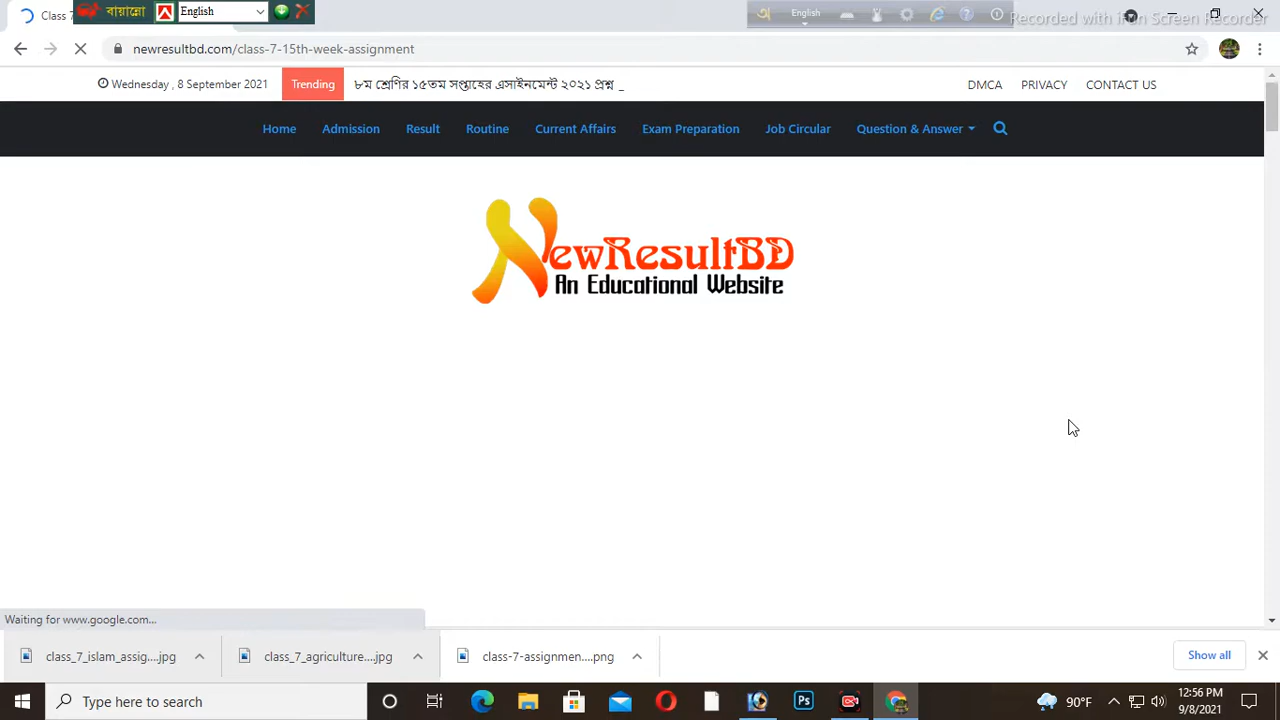 Class 7
বায়ান্নো
English
English
Recorded with iFun Screen Recorder
newresultbd.com/class-7-15th-week-assignment
Wednesday , 8 September 2021
Trending
৮ম শ্রেণির ১৫তম সপ্তাহের এসাইনমেন্ট ২০২১ প্রশ্ন _
DMCA
PRIVACY
CONTACT US
Home
Admission
Result
Routine
Current Affairs
Exam Preparation
Job Circular
Question & Answer
NewResultBD
An Educational Website
Waiting for www.google.com...
class_7_islam_assig....jpg
class_7_agriculture....jpg
class-7-assignmen....png
Show all
Type here to search
Ps
90°F
12:56 PM
9/8/2021